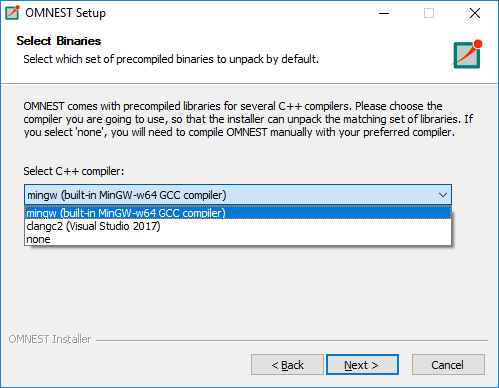 OMNEST Setup
Select Binaries
Select which set of precompiled binaries to unpack by default.
OMNEST comes with precompiled libraries for several C++ compilers. Please choose the
compiler you are going to use, so that the installer can unpack the matching set of libraries. If
you select 'none', you will need to compile OMNEST manually with your preferred compiler.
Select C++ compiler:
mingw (built-in MinGW-w64 GCC compiler)
mingw (built-in MinGW-w64 GCC compiler)
clangc2 (Visual Studio 2017)
none
OMNEST Installer
< Back
Next >
Cancel